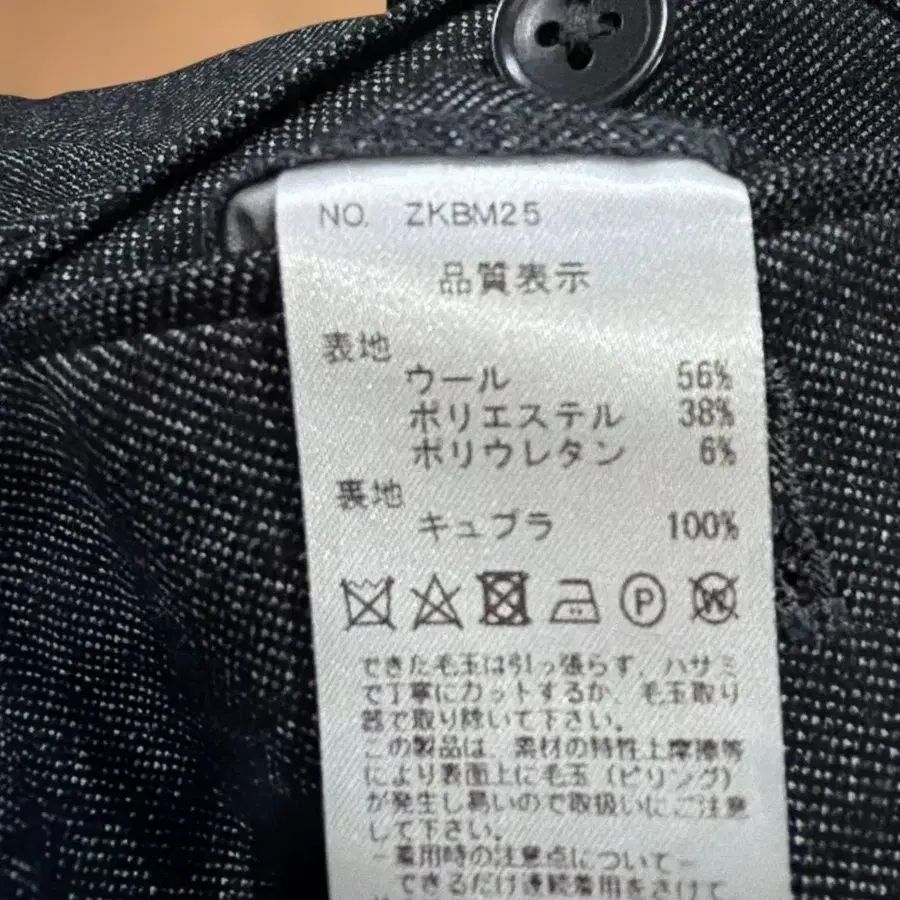 NO. ZKBM25
品質表示
表地
ウール 56%
ポリエステル 38%
ポリウレタン 6%
裏地
キュプラ 100%
P W
できた毛玉は引っ張らず、ハサミ
で丁寧にカットするか、毛玉取り
器で取り除いて下さい。
この製品は、素材の特性上摩擦等
により表面上に毛玉(ピリング)
が発生し易いので取扱いにご注意
して下さい。
-着用時の注意点について-
できるだけ連続着用をさけて